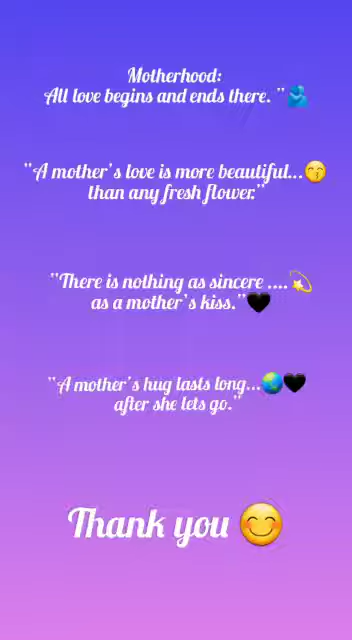 Motherhood:
All love begins and ends there. "🫂
"A mother's love is more beautiful...😙
than any fresh flower."
"There is nothing as sincere ....💫
as a mother's kiss."🖤
"A mother's hug lasts long...🌏🖤
after she lets go."
Thank you 😊